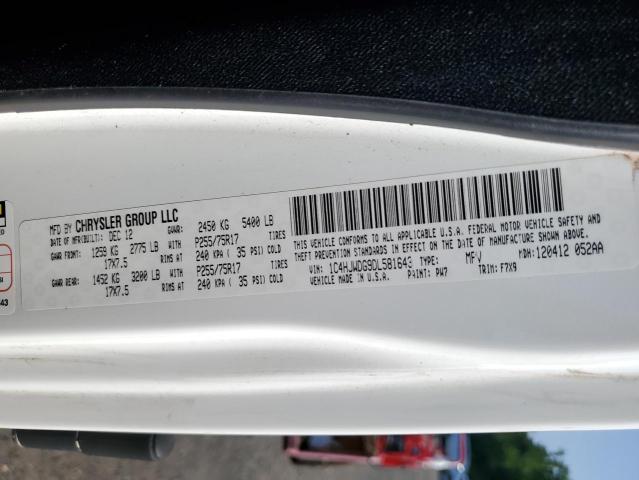 MFD BY: CHRYSLER GROUP LLC
DATE OF MFR(BUILT): DEC 12 GVWR: 2450 KG 5400 LB
GAWR FRONT: 1259 KG 2775 LB WITH P255/75R17 TIRES
17X7.5 RIMS AT 240 KPA ( 35 PSI) COLD
GAWR REAR: 1452 KG 3200 LB WITH P255/75R17 TIRES
17X7.5 RIMS AT 240 KPA ( 35 PSI) COLD
THIS VEHICLE CONFORMS TO ALL APPLICABLE U.S.A. FEDERAL MOTOR VEHICLE SAFETY AND
THEFT PREVENTION STANDARDS IN EFFECT ON THE DATE OF MANUFACTURE SHOWN ABOVE.
VIN: 1C4HJWDG9DL581643 TYPE: MPV MDH: 120412 052AA
VEHICLE MADE IN U.S.A. PAINT: PW7 TRIM: F7X9
43